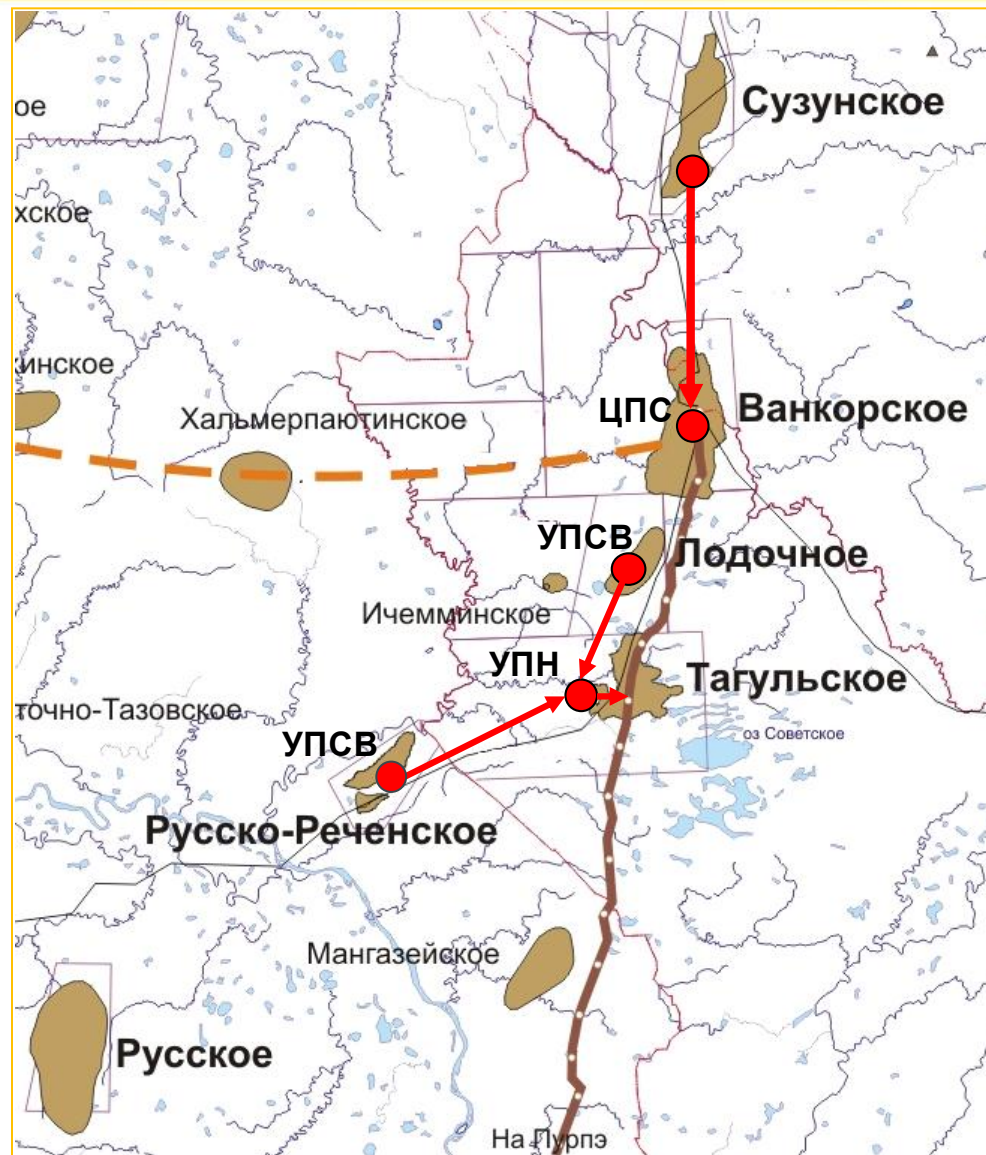 Сузунское
ое
хское
кинское
Хальмерпаютинское
ЦПС
Ванкорское
УПСВ
Лодочное
Ичемминское
УПН
Тагульское
точно-Тазовское
УПСВ
оз Советское
Русско-Реченское
Мангазейское
Русское
На Пурпэ